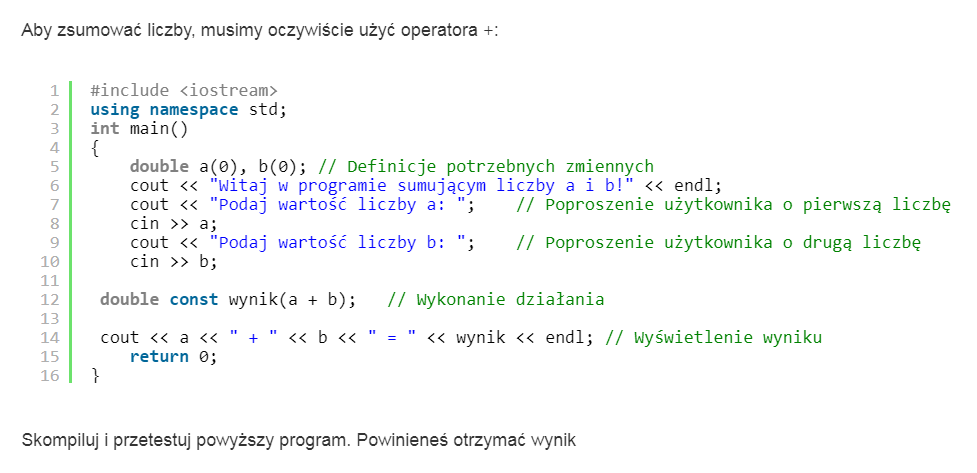 Aby zsumować liczby, musimy oczywiście użyć operatora +:
1 #include <iostream>
2 using namespace std;
3 int main()
4 {
5     double a(0), b(0); // Definicje potrzebnych zmiennych
6     cout << "Witaj w programie sumującym liczby a i b!" << endl;
7     cout << "Podaj wartość liczby a: ";    // Poproszenie użytkownika o pierwszą liczbę
8     cin >> a;
9     cout << "Podaj wartość liczby b: ";    // Poproszenie użytkownika o drugą liczbę
10     cin >> b;
11
12  double const wynik(a + b);   // Wykonanie działania
13
14  cout << a << " + " << b << " = " << wynik << endl; // Wyświetlenie wyniku
15     return 0;
16 }
Skompiluj i przetestuj powyższy program. Powinieneś otrzymać wynik